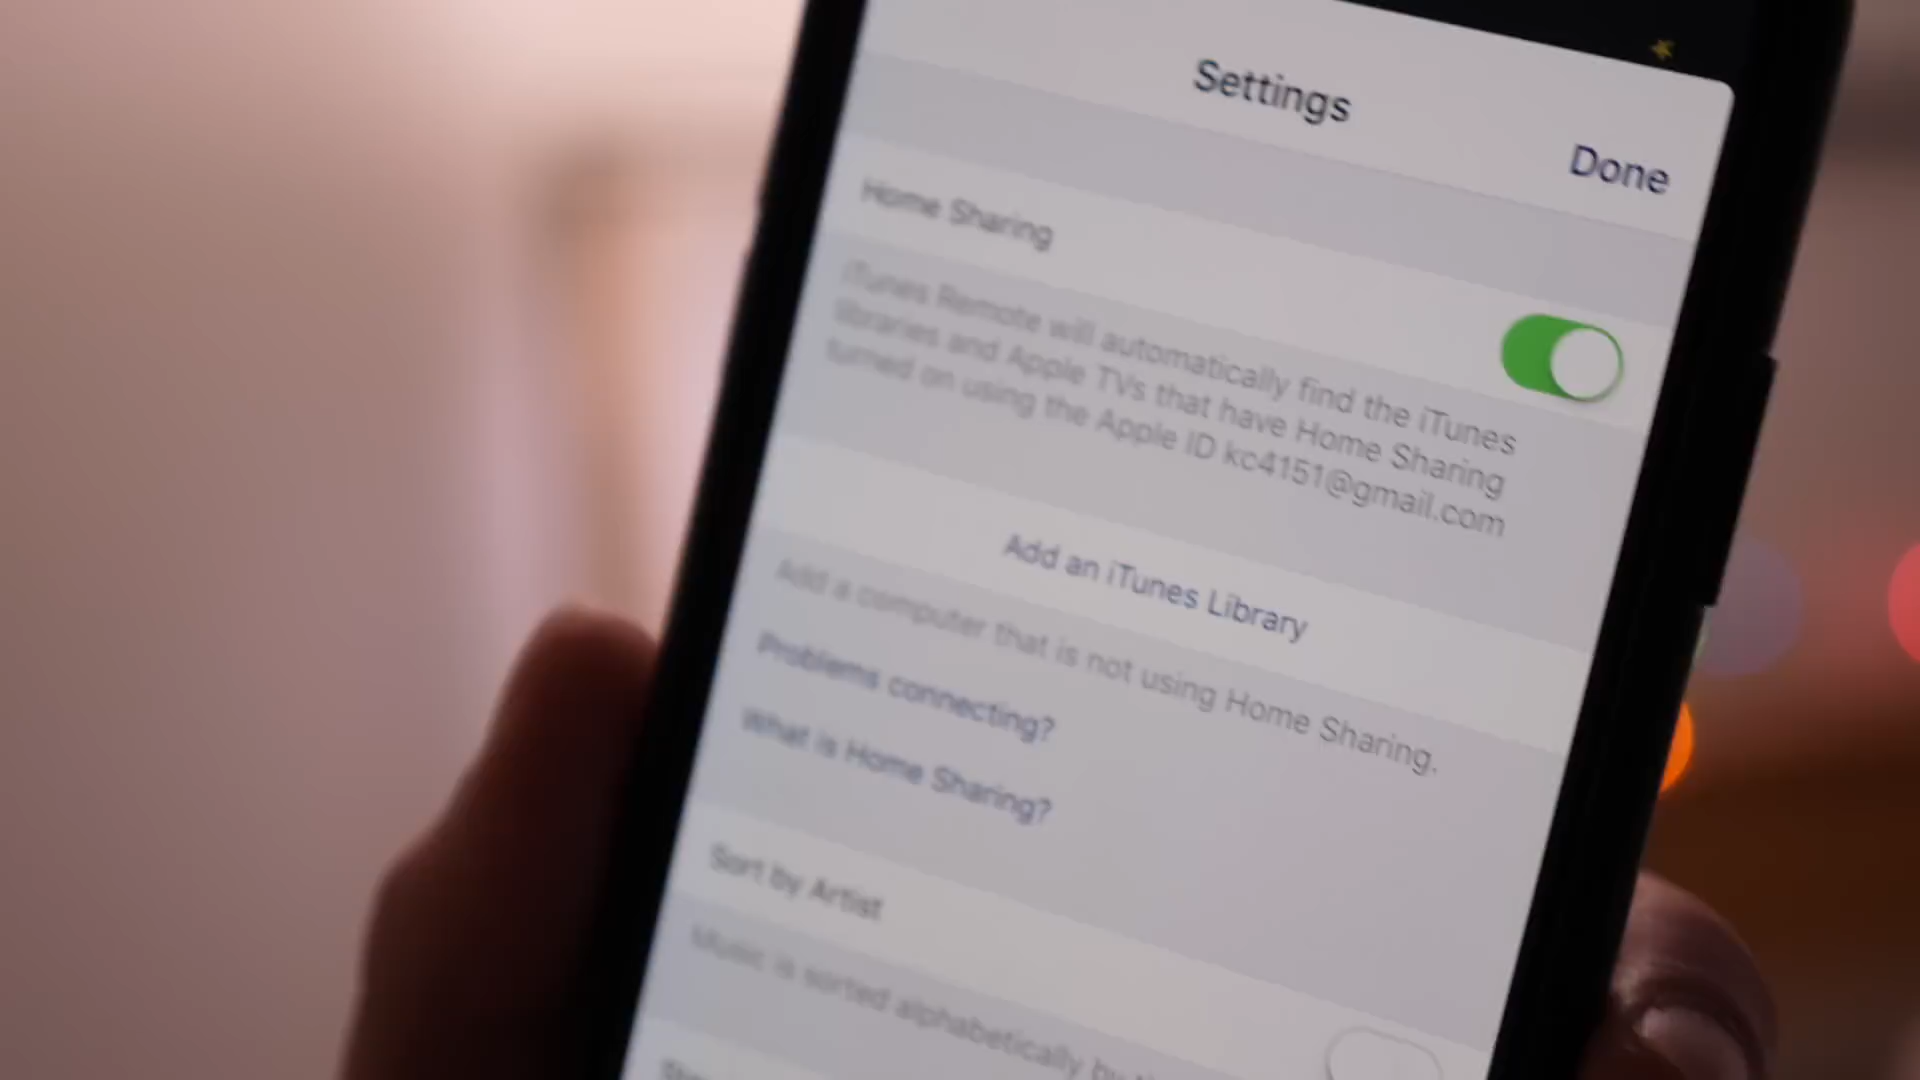 Settings
Done
Home Sharing
iTunes Remote will automatically find the iTunes
libraries and Apple TVs that have Home Sharing
turned on using the Apple ID kc4151@gmail.com
Add an iTunes Library
Add a computer that is not using Home Sharing.
Problems connecting?
What is Home Sharing?
Sort by Artist
Music is sorted alphabetically by